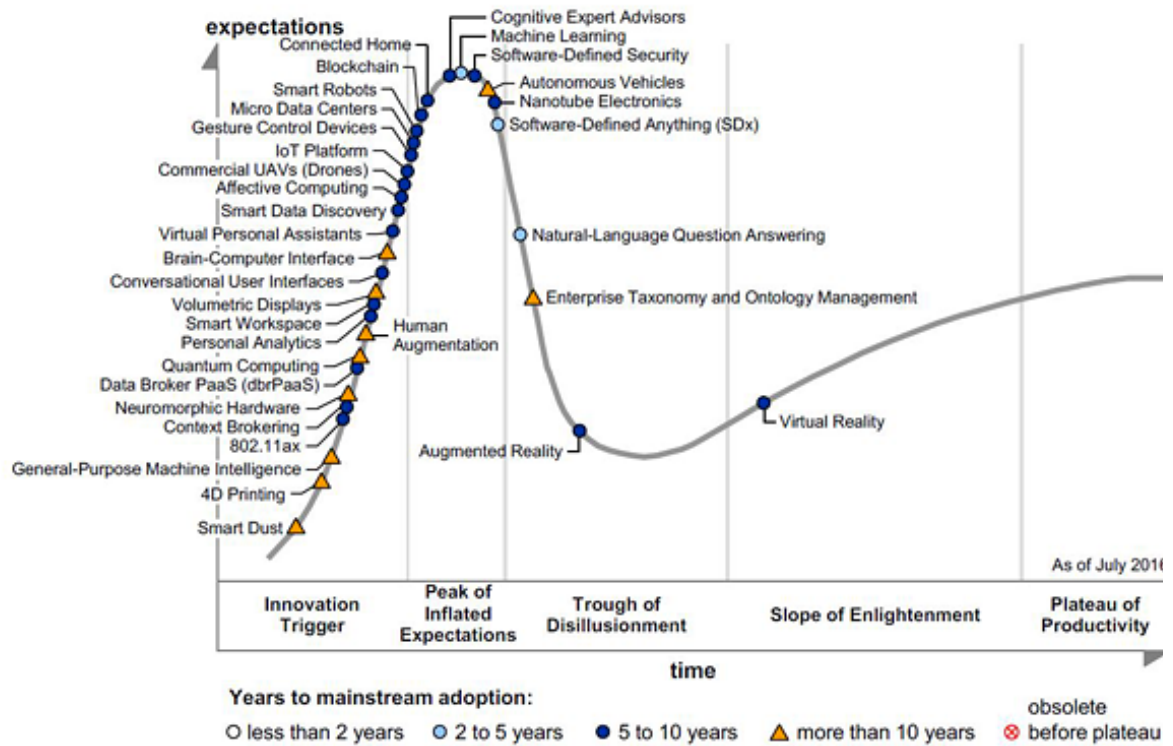 expectations
Cognitive Expert Advisors
Machine Learning
Software-Defined Security
Autonomous Vehicles
Nanotube Electronics
Software-Defined Anything (SDx)
Connected Home
Blockchain
Smart Robots
Micro Data Centers
Gesture Control Devices
IoT Platform
Commercial UAVs (Drones)
Affective Computing
Smart Data Discovery
Virtual Personal Assistants
Brain-Computer Interface
Conversational User Interfaces
Volumetric Displays
Smart Workspace
Personal Analytics
Human
Augmentation
Quantum Computing
Data Broker PaaS (dbrPaaS)
Neuromorphic Hardware
Context Brokering
802.11ax
General-Purpose Machine Intelligence
4D Printing
Smart Dust
Natural-Language Question Answering
Enterprise Taxonomy and Ontology Management
Augmented Reality
Virtual Reality
As of July 2016
Innovation
Trigger
Peak of
Inflated
Expectations
Trough of
Disillusionment
Slope of Enlightenment
Plateau of
Productivity
time
Years to mainstream adoption:
less than 2 years
2 to 5 years
5 to 10 years
more than 10 years
obsolete
before plateau